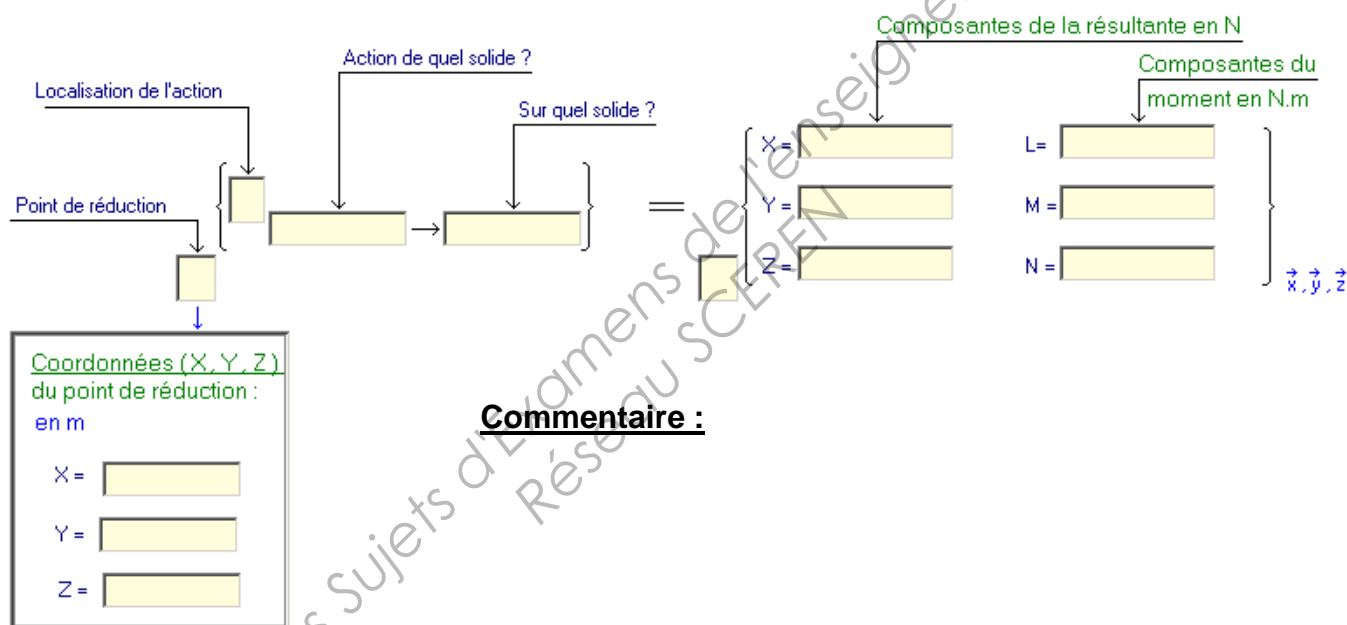 Composantes de la résultante en N
Action de quel solide ?
Composantes du
moment en N.m
Localisation de l'action
Sur quel solide ?
X =
L=
Point de réduction
Y =
M =
Z =
N =
x , y , z
Coordonnées (X, Y, Z)
du point de réduction :
en m
Commentaire :
X =
Y =
Z =
Sujets d'Examens de l'enseigne
Réseau SCEREN